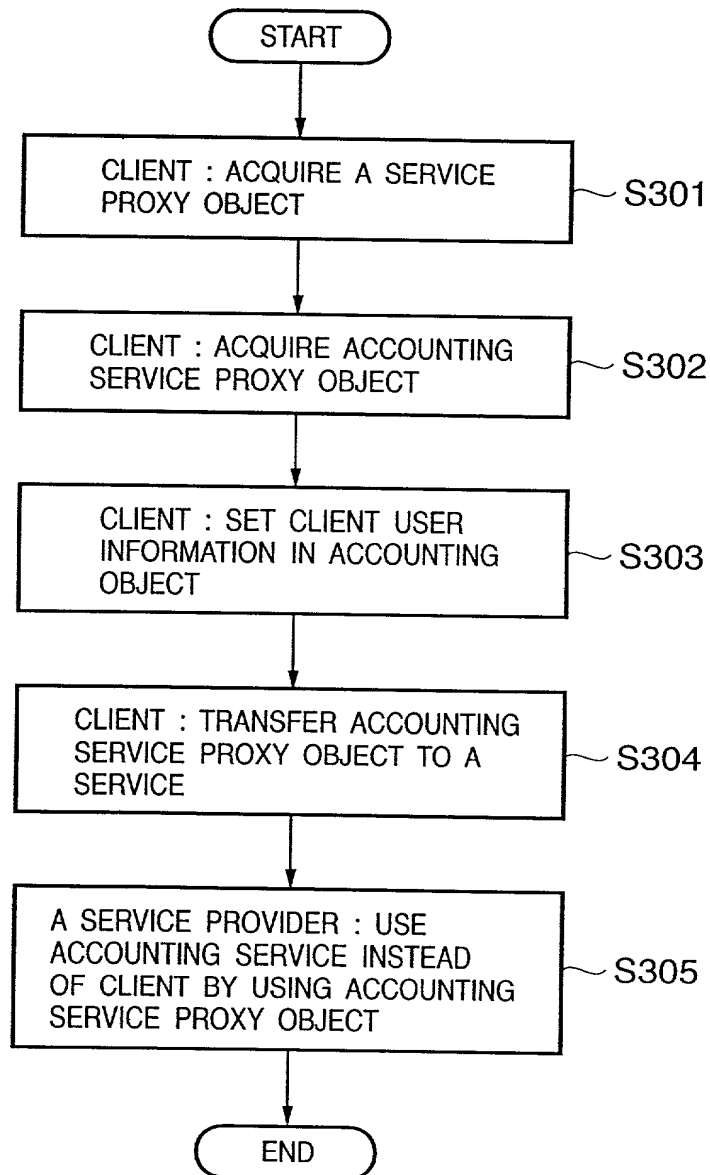 START
CLIENT : ACQUIRE A SERVICE
PROXY OBJECT
S301
CLIENT : ACQUIRE ACCOUNTING
SERVICE PROXY OBJECT
S302
CLIENT : SET CLIENT USER
INFORMATION IN ACCOUNTING
OBJECT
S303
CLIENT : TRANSFER ACCOUNTING
SERVICE PROXY OBJECT TO A
SERVICE
S304
A SERVICE PROVIDER : USE
ACCOUNTING SERVICE INSTEAD
OF CLIENT BY USING ACCOUNTING
SERVICE PROXY OBJECT
S305
END